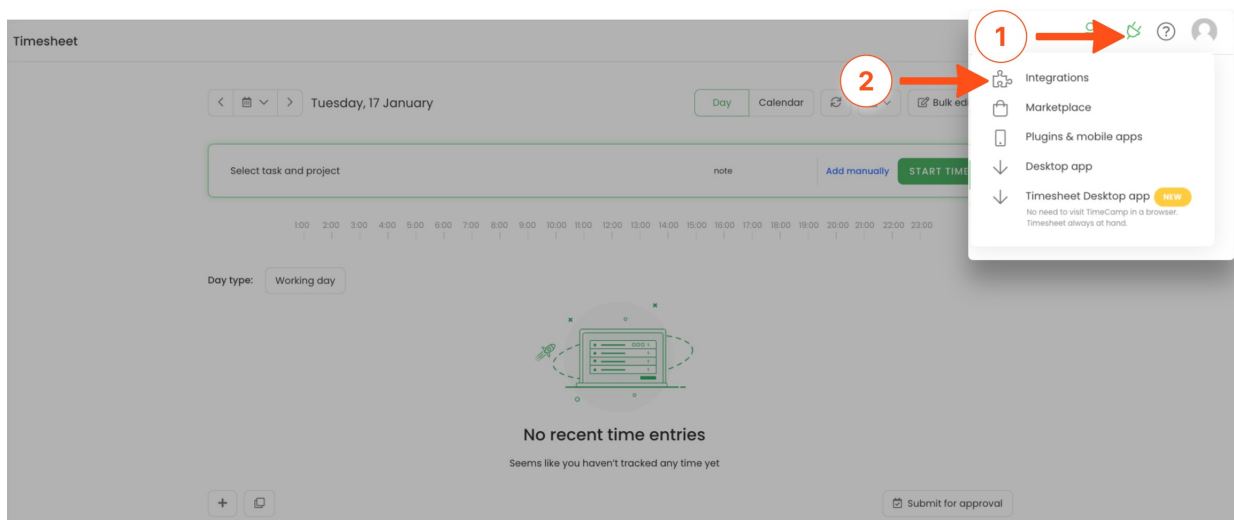 Timesheet
1
2
Integrations
Marketplace
Plugins & mobile apps
Desktop app
Timesheet Desktop app NEW
No need to visit TimeCamp in a browser.
Timesheet always at hand.
Tuesday, 17 January
Day Calendar
Bulk
Select task and project note Add manually START
1:00 2:00 3:00 4:00 5:00 6:00 7:00 8:00 9:00 10:00 11:00 12:00 13:00 14:00 15:00 16:00 17:00 18:00 19:00 20:00 21:00 22:00 23:00
Day type: Working day
No recent time entries
Seems like you haven't tracked any time yet
Submit for approval